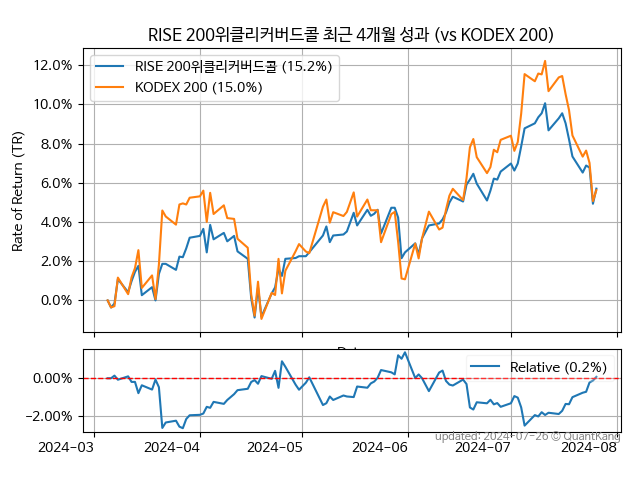 RISE 200위클리커버드콜 최근 4개월 성과 (vs KODEX 200)
Rate of Return (TR)
12.0%
10.0%
8.0%
6.0%
4.0%
2.0%
0.0%
RISE 200위클리커버드콜 (15.2%)
KODEX 200 (15.0%)
0.00%
−2.00%
Relative (0.2%)
updated: 2024-07-26 © QuantKang
2024-03
2024-04
2024-05
2024-06
2024-07
2024-08